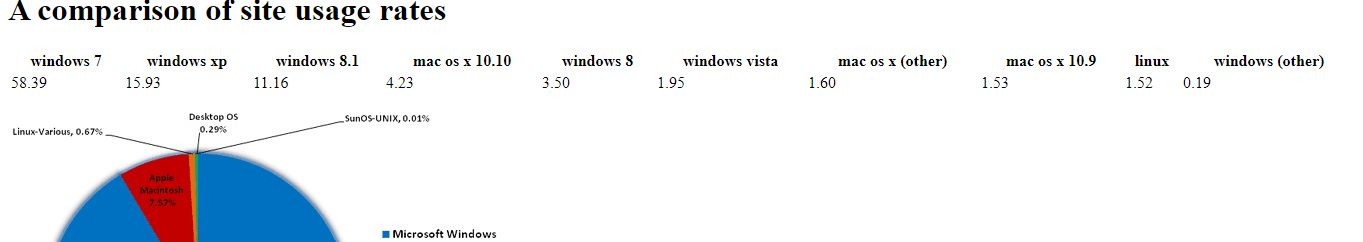 A comparison of site usage rates
windows 7 windows xp windows 8.1 mac os x 10.10 windows 8 windows vista mac os x (other) mac os x 10.9 linux windows (other)
58.39 15.93 11.16 4.23 3.50 1.95 1.60 1.53 1.52 0.19
Desktop OS
0.29%
SunOS-UNIX, 0.01%
Linux-Various, 0.67%
Apple
Macintosh
7.57%
Microsoft Windows